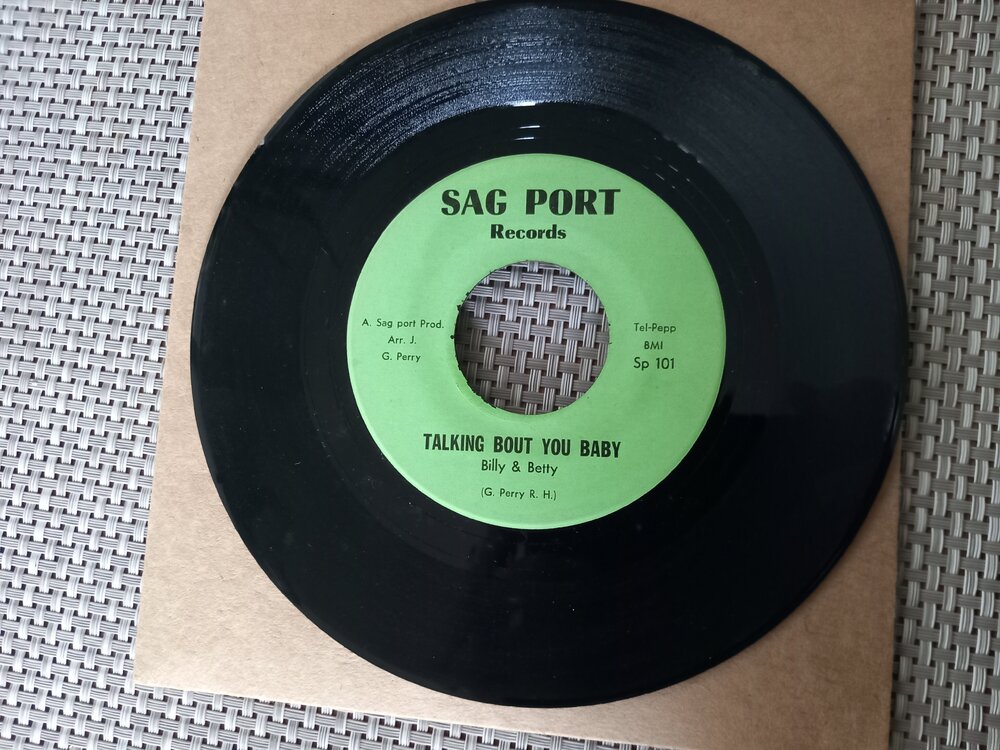 SAG PORT
Records
A. Sag port Prod.
Arr. J.
G. Perry
Tel-Pepp
BMI
Sp 101
TALKING BOUT YOU BABY
Billy & Betty
(G. Perry R. H.)